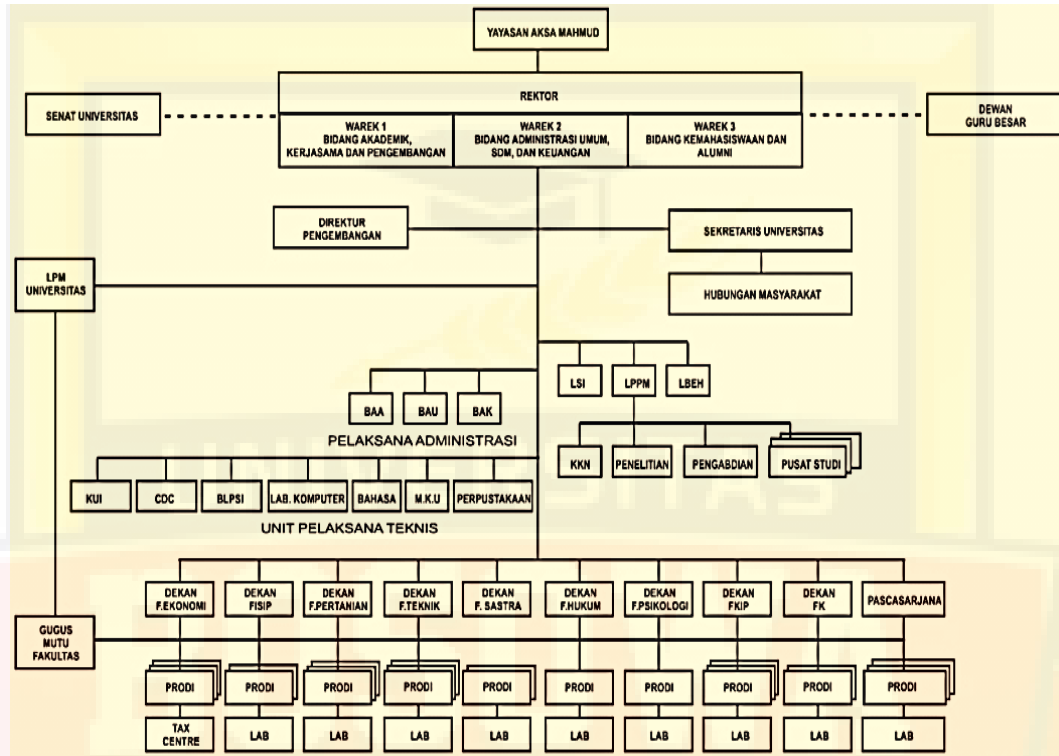 YAYASAN AKSA MAHMUD
REKTOR
SENAT UNIVERSITAS
DEWAN
GURU BESAR
WAREK 1
BIDANG AKADEMIK,
KERJASAMA DAN PENGEMBANGAN
WAREK 2
BIDANG ADMINISTRASI UMUM,
SDM, DAN KEUANGAN
WAREK 3
BIDANG KEMAHASISWAAN DAN
ALUMNI
DIREKTUR
PENGEMBANGAN
SEKRETARIS UNIVERSITAS
LPM
UNIVERSITAS
HUBUNGAN MASYARAKAT
LSI
LPPM
LBEH
BAA
BAU
BAK
PELAKSANA ADMINISTRASI
KKN
PENELITIAN
PENGABDIAN
PUSAT STUDI
KUI
CDC
BLPSI
LAB. KOMPUTER
BAHASA
M.K.U
PERPUSTAKAAN
UNIT PELAKSANA TEKNIS
UNIVERSITAS
DEKAN
F.EKONOMI
DEKAN
FISIP
DEKAN
F.PERTANIAN
DEKAN
F.TEKNIK
DEKAN
F. SASTRA
DEKAN
F.HUKUM
DEKAN
F.PSIKOLOGI
DEKAN
FKIP
DEKAN
FK
PASCASARJANA
GUGUS
MUTU
FAKULTAS
BOSOWA
PRODI
PRODI
PRODI
PRODI
PRODI
PRODI
PRODI
PRODI
PRODI
PRODI
TAX
CENTRE
LAB
LAB
LAB
LAB
LAB
LAB
LAB
LAB
LAB